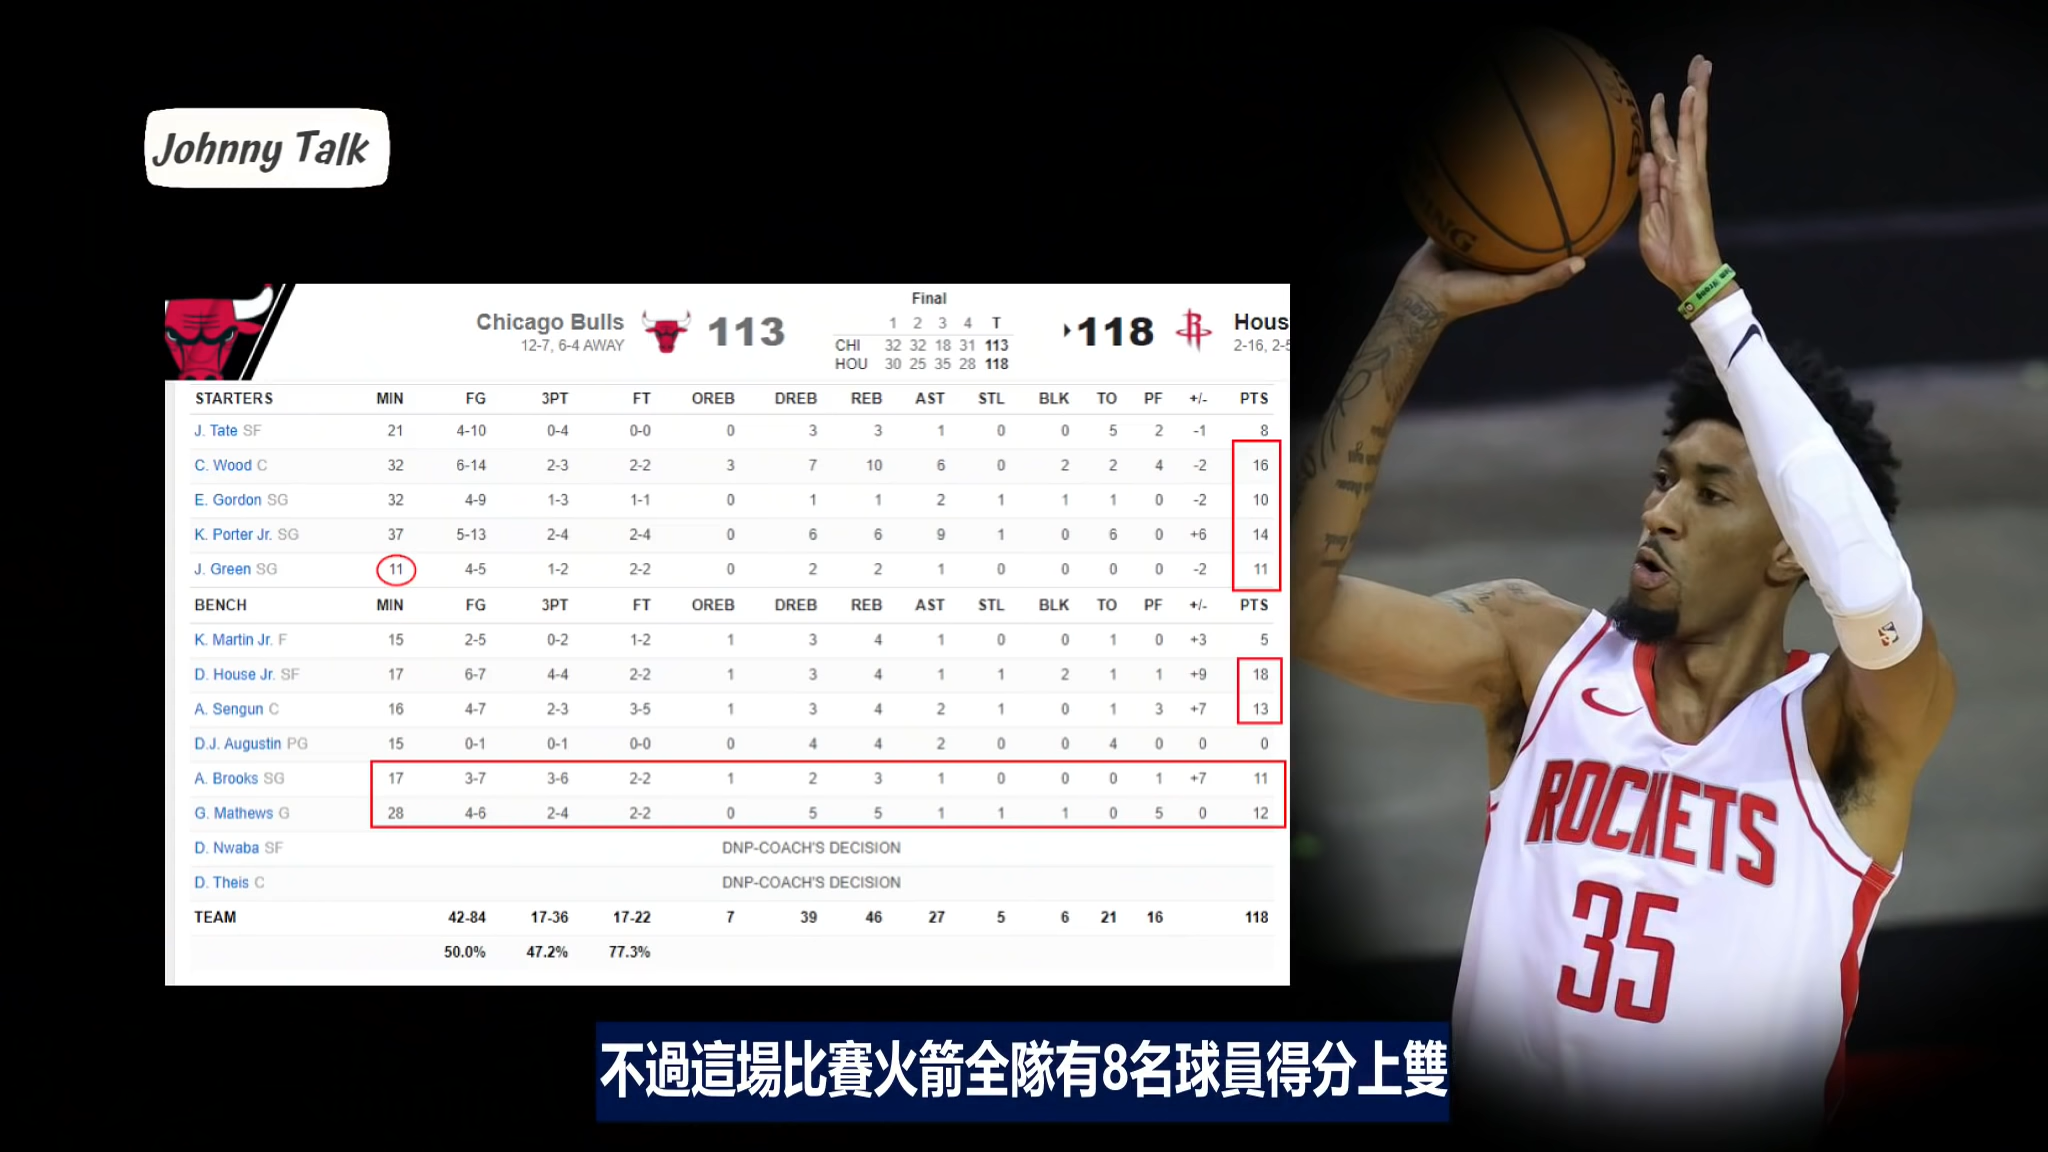 Johnny Talk
Final
Chicago Bulls 113 1 2 3 4 T 118 Hous
12-7, 6-4 AWAY CHI 32 32 18 31 113 2-16, 2-5
HOU 30 25 35 28 118
STARTERS MIN FG 3PT FT OREB DREB REB AST STL BLK TO PF +/- PTS
J. Tate SF 21 4-10 0-4 0-0 0 3 3 1 0 0 5 2 -1 8
C. Wood C 32 6-14 2-3 2-2 3 7 10 6 0 2 2 4 -2 16
E. Gordon SG 32 4-9 1-3 1-1 0 1 1 2 1 1 1 0 -2 10
K. Porter Jr. SG 37 5-13 2-4 2-4 0 6 6 9 1 0 6 0 +6 14
J. Green SG 11 4-5 1-2 2-2 0 2 2 1 0 0 0 0 -2 11
BENCH MIN FG 3PT FT OREB DREB REB AST STL BLK TO PF +/- PTS
K. Martin Jr. F 15 2-5 0-2 1-2 1 3 4 1 0 0 1 0 +3 5
D. House Jr. SF 17 6-7 4-4 2-2 1 3 4 1 1 2 1 1 +9 18
A. Sengun C 16 4-7 2-3 3-5 1 3 4 2 1 0 1 3 +7 13
D.J. Augustin PG 15 0-1 0-1 0-0 0 4 4 2 0 0 4 0 0 0
A. Brooks SG 17 3-7 3-6 2-2 1 2 3 1 0 0 0 1 +7 11
G. Mathews G 28 4-6 2-4 2-2 0 5 5 1 1 1 0 5 0 12
D. Nwaba SF DNP-COACH'S DECISION
D. Theis C DNP-COACH'S DECISION
TEAM 42-84 17-36 17-22 7 39 46 27 5 6 21 16 118
50.0% 47.2% 77.3%
ROCKETS
35
不過這場比賽火箭全隊有8名球員得分上雙